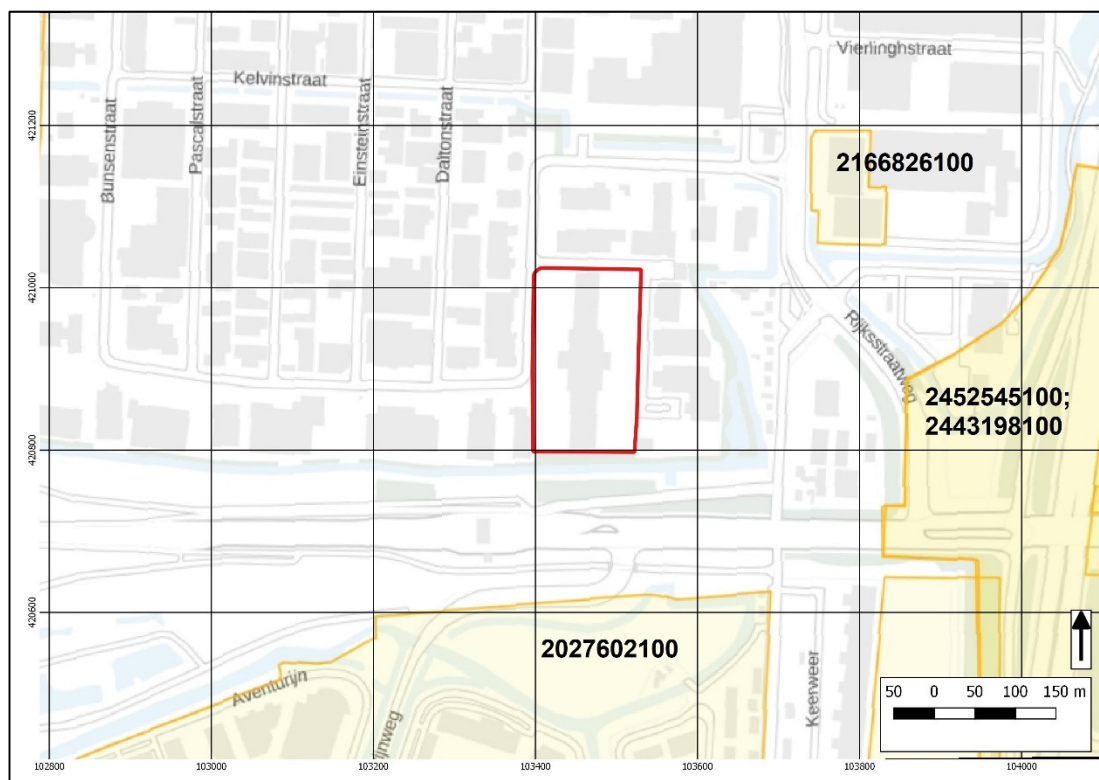 Vierlinghstraat
Kelvinstraat
Bunsenstraat
Pascalstraat
Einsteinstraat
Daltonstraat
421200
2166826100
421000
Rijksstraatweg
2452545100;
2443198100
420800
420600
2027602100
Aventurijn
ijnweg
Keerweer
50 0 50 100 150 m
102800 103000 103200 103400 103600 103800 104000